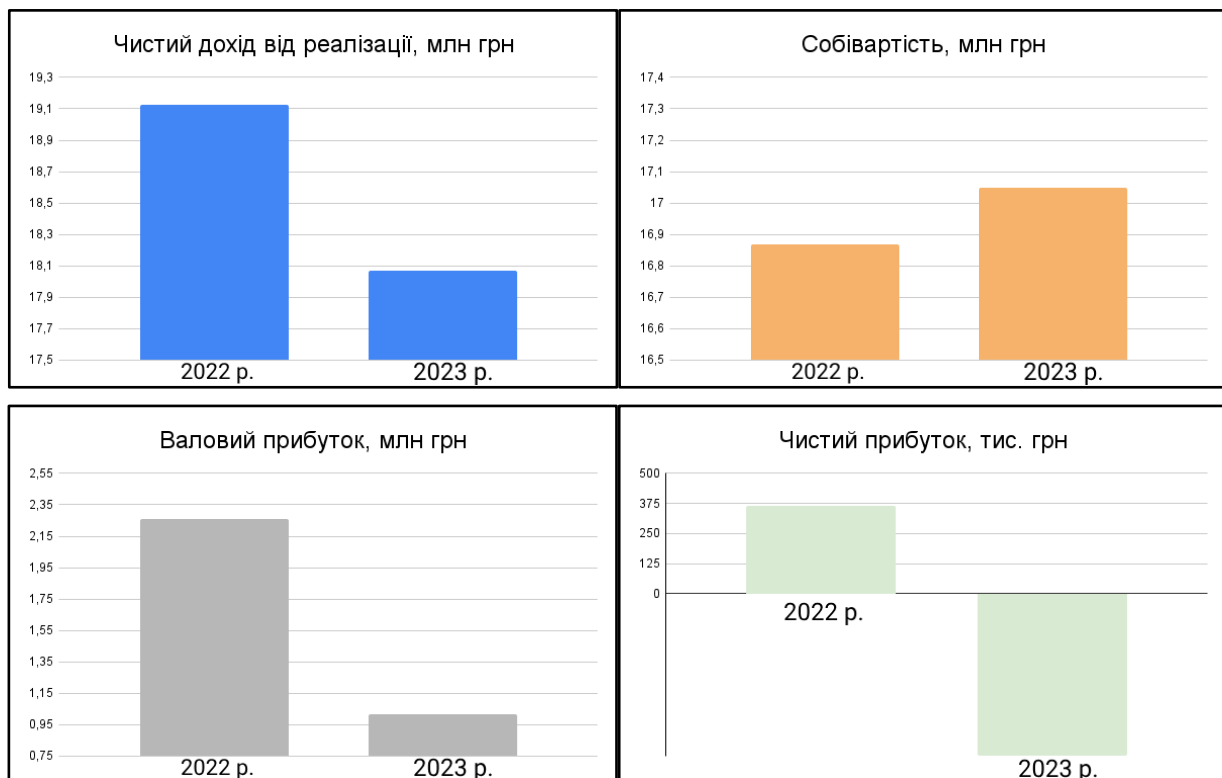 Чистий дохід від реалізації, млн грн
19,3
19,1
18,9
18,7
18,5
18,3
18,1
17,9
17,7
17,5
2022 р.
2023 р.
Собівартість, млн грн
17,4
17,3
17,2
17,1
17
16,9
16,8
16,7
16,6
16,5
2022 р.
2023 р.
Валовий прибуток, млн грн
2,55
2,35
2,15
1,95
1,75
1,55
1,35
1,15
0,95
0,75
2022 р.
2023 р.
Чистий прибуток, тис. грн
500
375
250
125
0
2022 р.
2023 р.